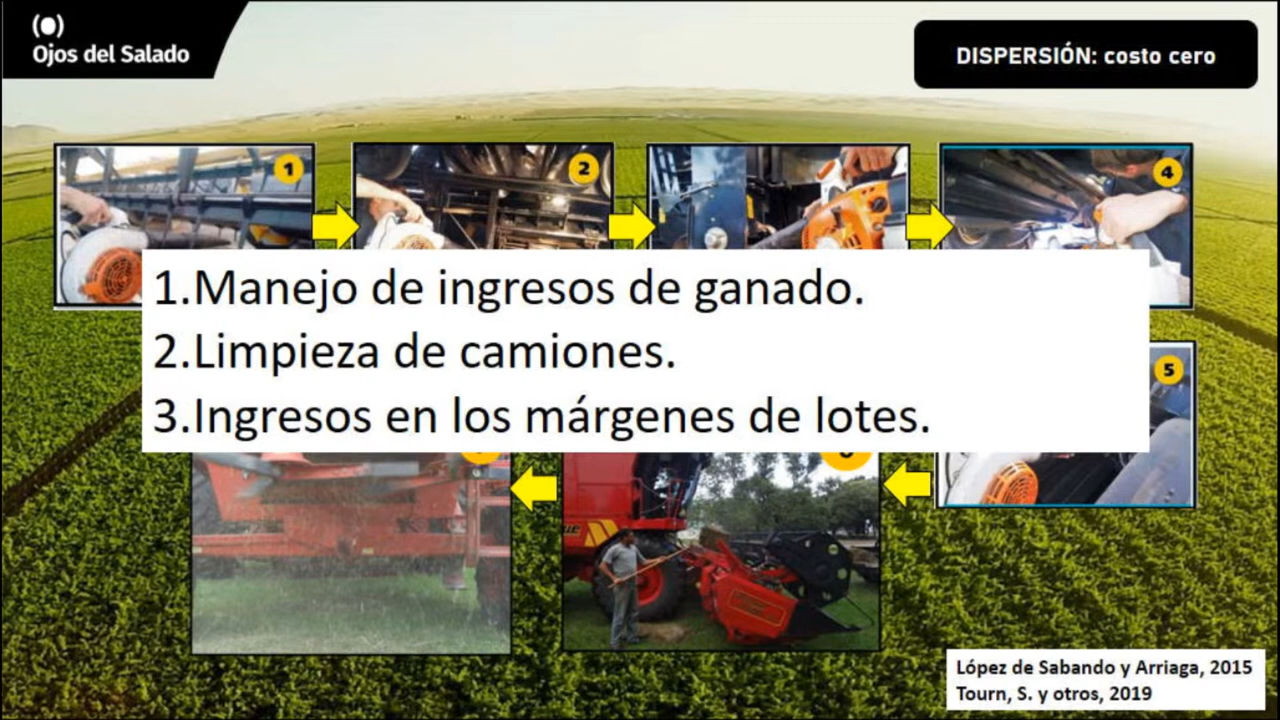 (●)
Ojos del Salado
DISPERSIÓN: costo cero
1
2
4
1.Manejo de ingresos de ganado.
2.Limpieza de camiones.
3.Ingresos en los márgenes de lotes.
5
López de Sabando y Arriaga, 2015
Tourn, S. y otros, 2019